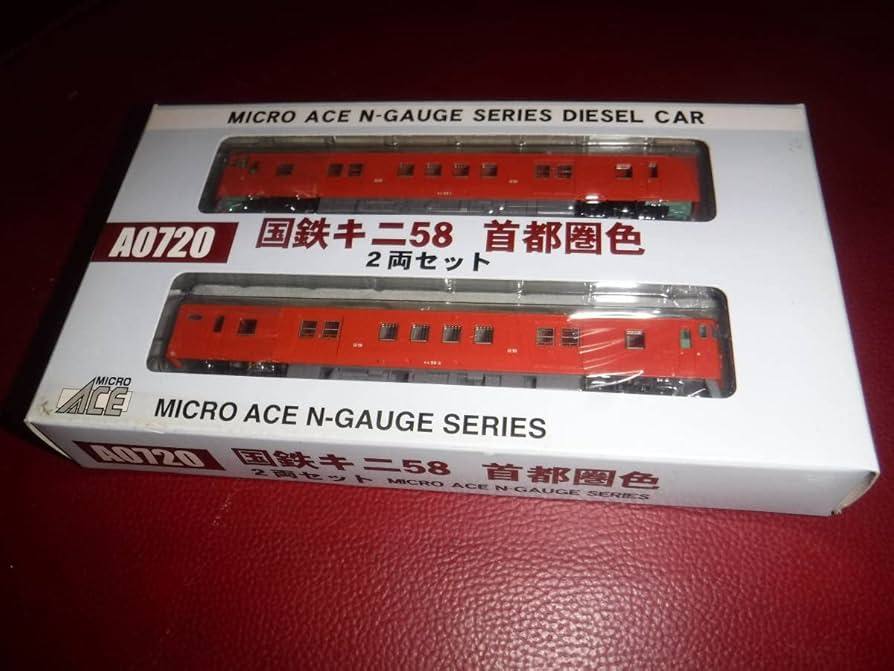 MICRO ACE N-GAUGE SERIES DIESEL CAR
A0720
国鉄キニ58 首都圏色
2両セット
MICRO
ACE
MICRO ACE N-GAUGE SERIES
A0720
国鉄キニ58 首都圏色
2両セット MICRO ACE N-GAUGE SERIES